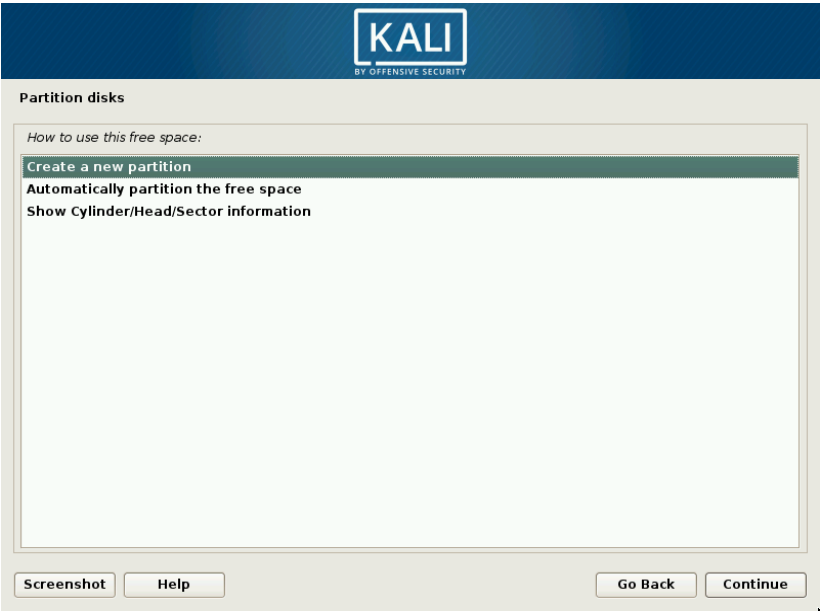 KALI
BY OFFENSIVE SECURITY
Partition disks
How to use this free space:
Create a new partition
Automatically partition the free space
Show Cylinder/Head/Sector information
Screenshot Help Go Back Continue